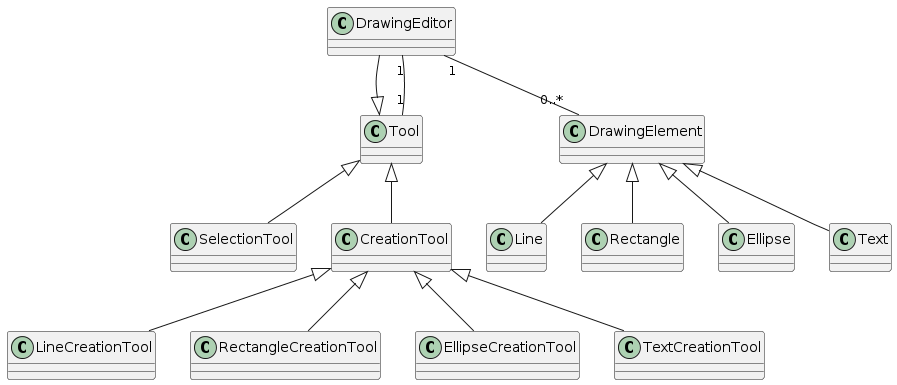 C DrawingEditor
1
1
1
0..*
C Tool
C DrawingElement
C SelectionTool
C CreationTool
C Line
C Rectangle
C Ellipse
C Text
C LineCreationTool
C RectangleCreationTool
C EllipseCreationTool
C TextCreationTool